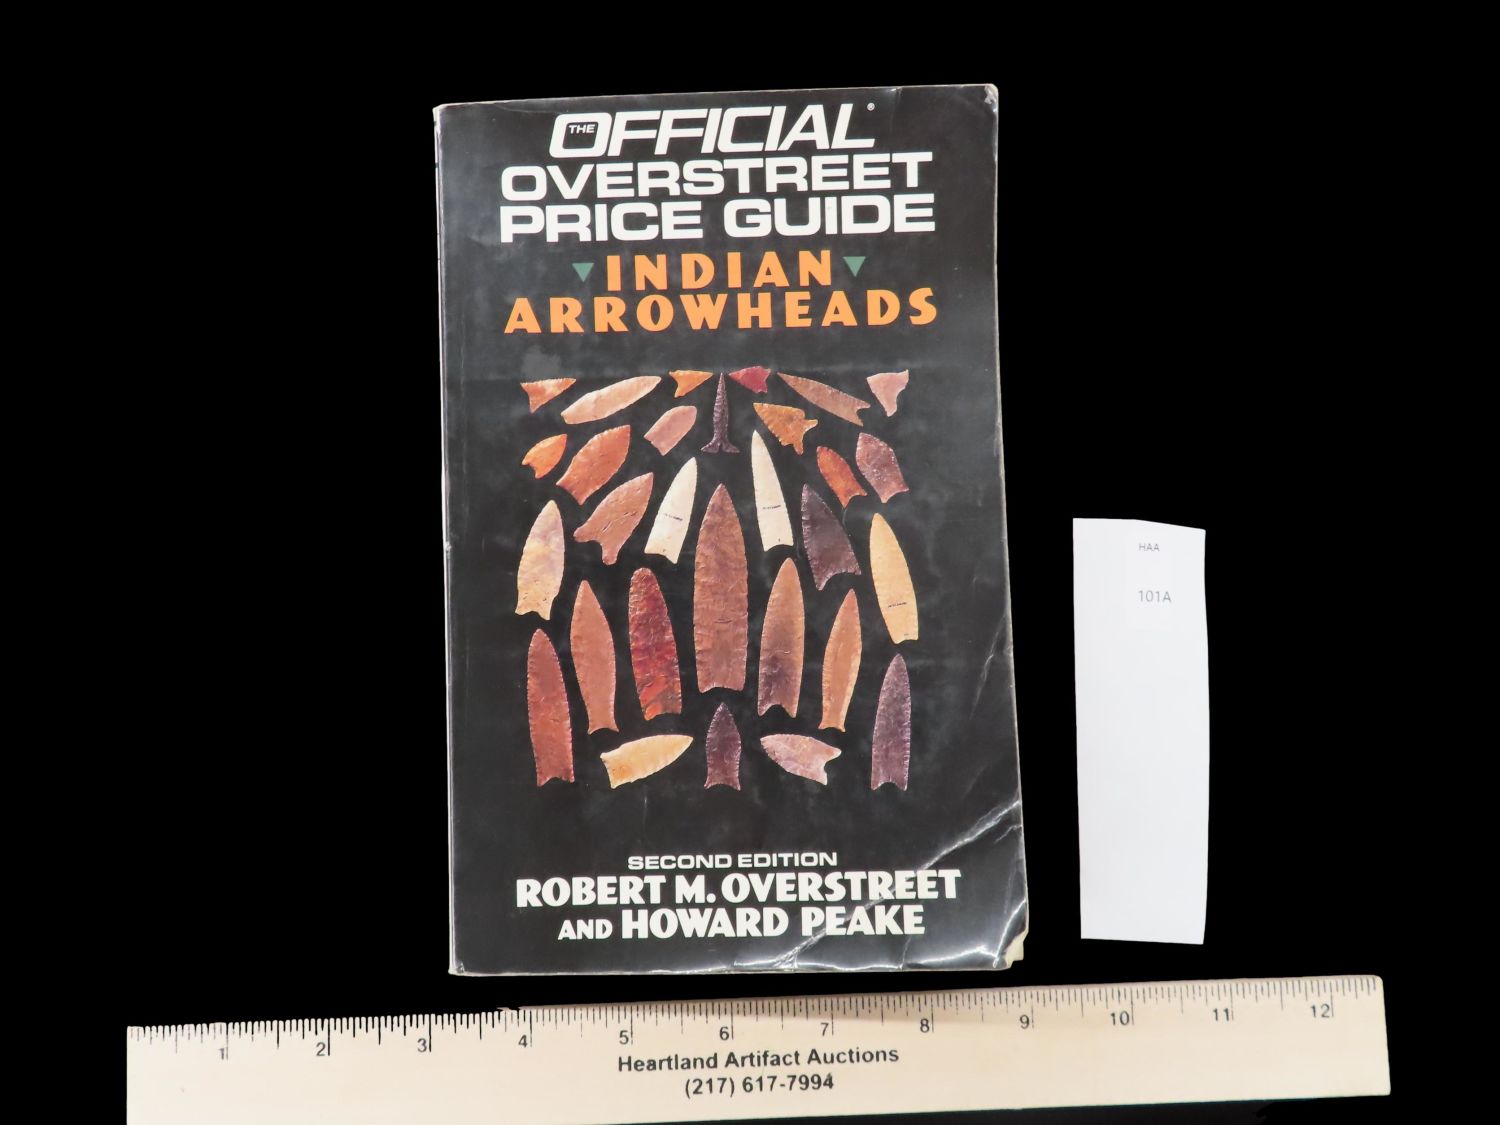 THE OFFICIAL®
OVERSTREET
PRICE GUIDE
INDIAN
ARROWHEADS
SECOND EDITION
ROBERT M. OVERSTREET
AND HOWARD PEAKE
HAA
101A
1 2 3 4 5 6 7 8 9 10 11 12
Heartland Artifact Auctions
(217) 617-7994